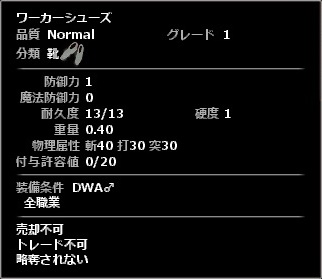 ワーカーシューズ
品質 Normal グレード 1
分類 靴
防御力 1
魔法防御力 0
耐久度 13/13 硬度 1
重量 0.40
物理属性 斬40 打30 突30
付与許容値 0/20
装備条件 DWA♂
全職業
売却不可
トレード不可
略奪されない